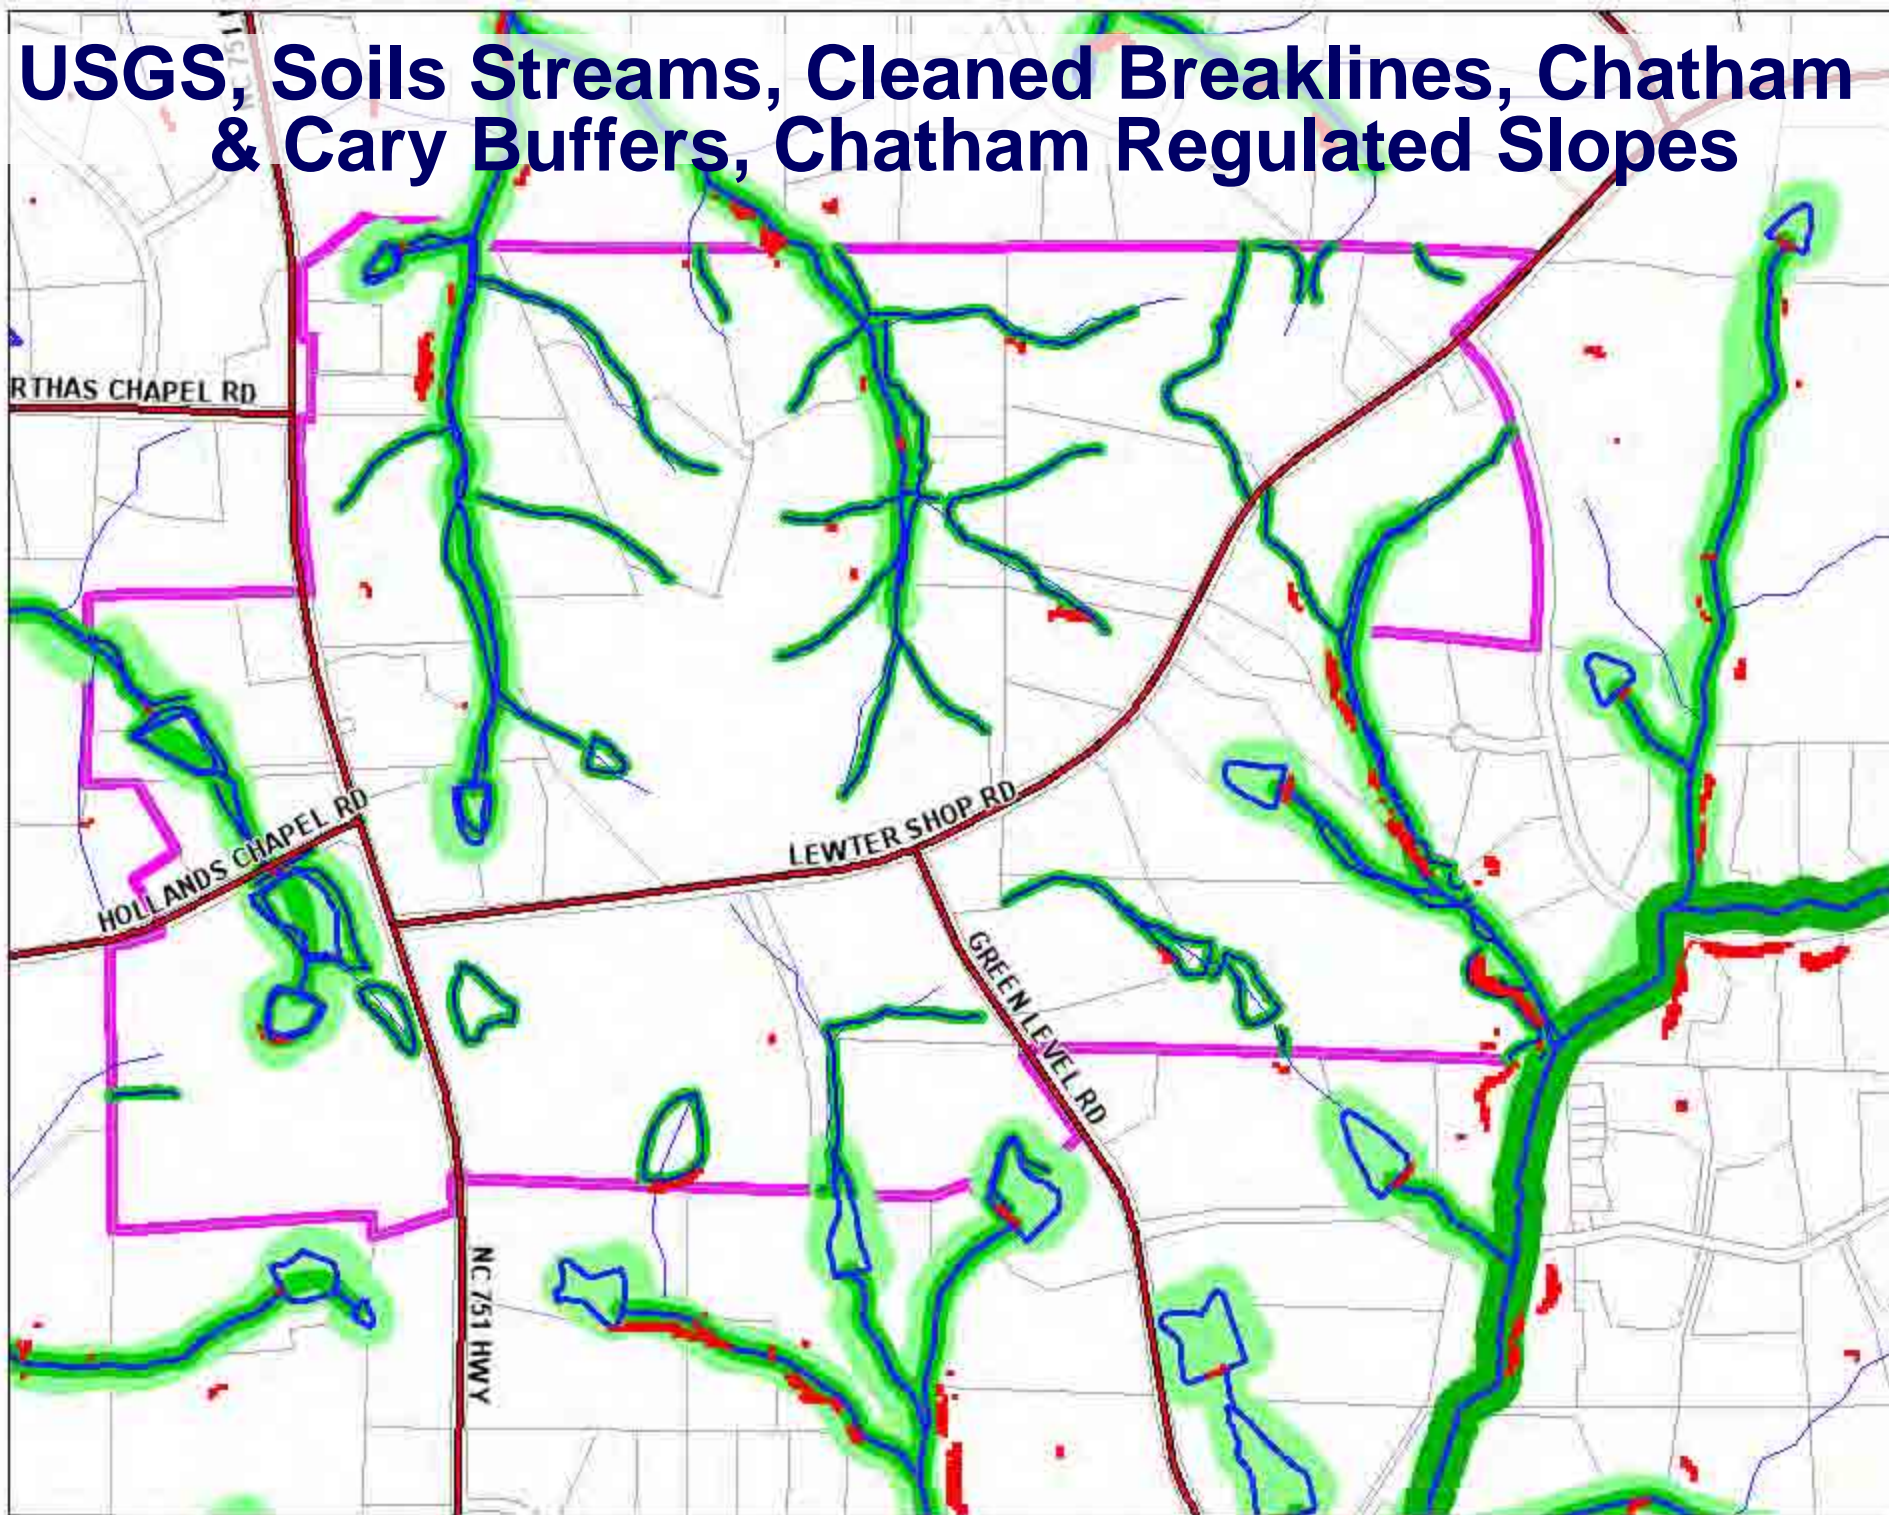 USGS, Soils Streams, Cleaned Breaklines, Chatham
& Cary Buffers, Chatham Regulated Slopes
RTHAS CHAPEL RD
HOLLANDS CHAPEL RD
LEWTER SHOP RD
GREEN LEVEL RD
NC 751 HWY